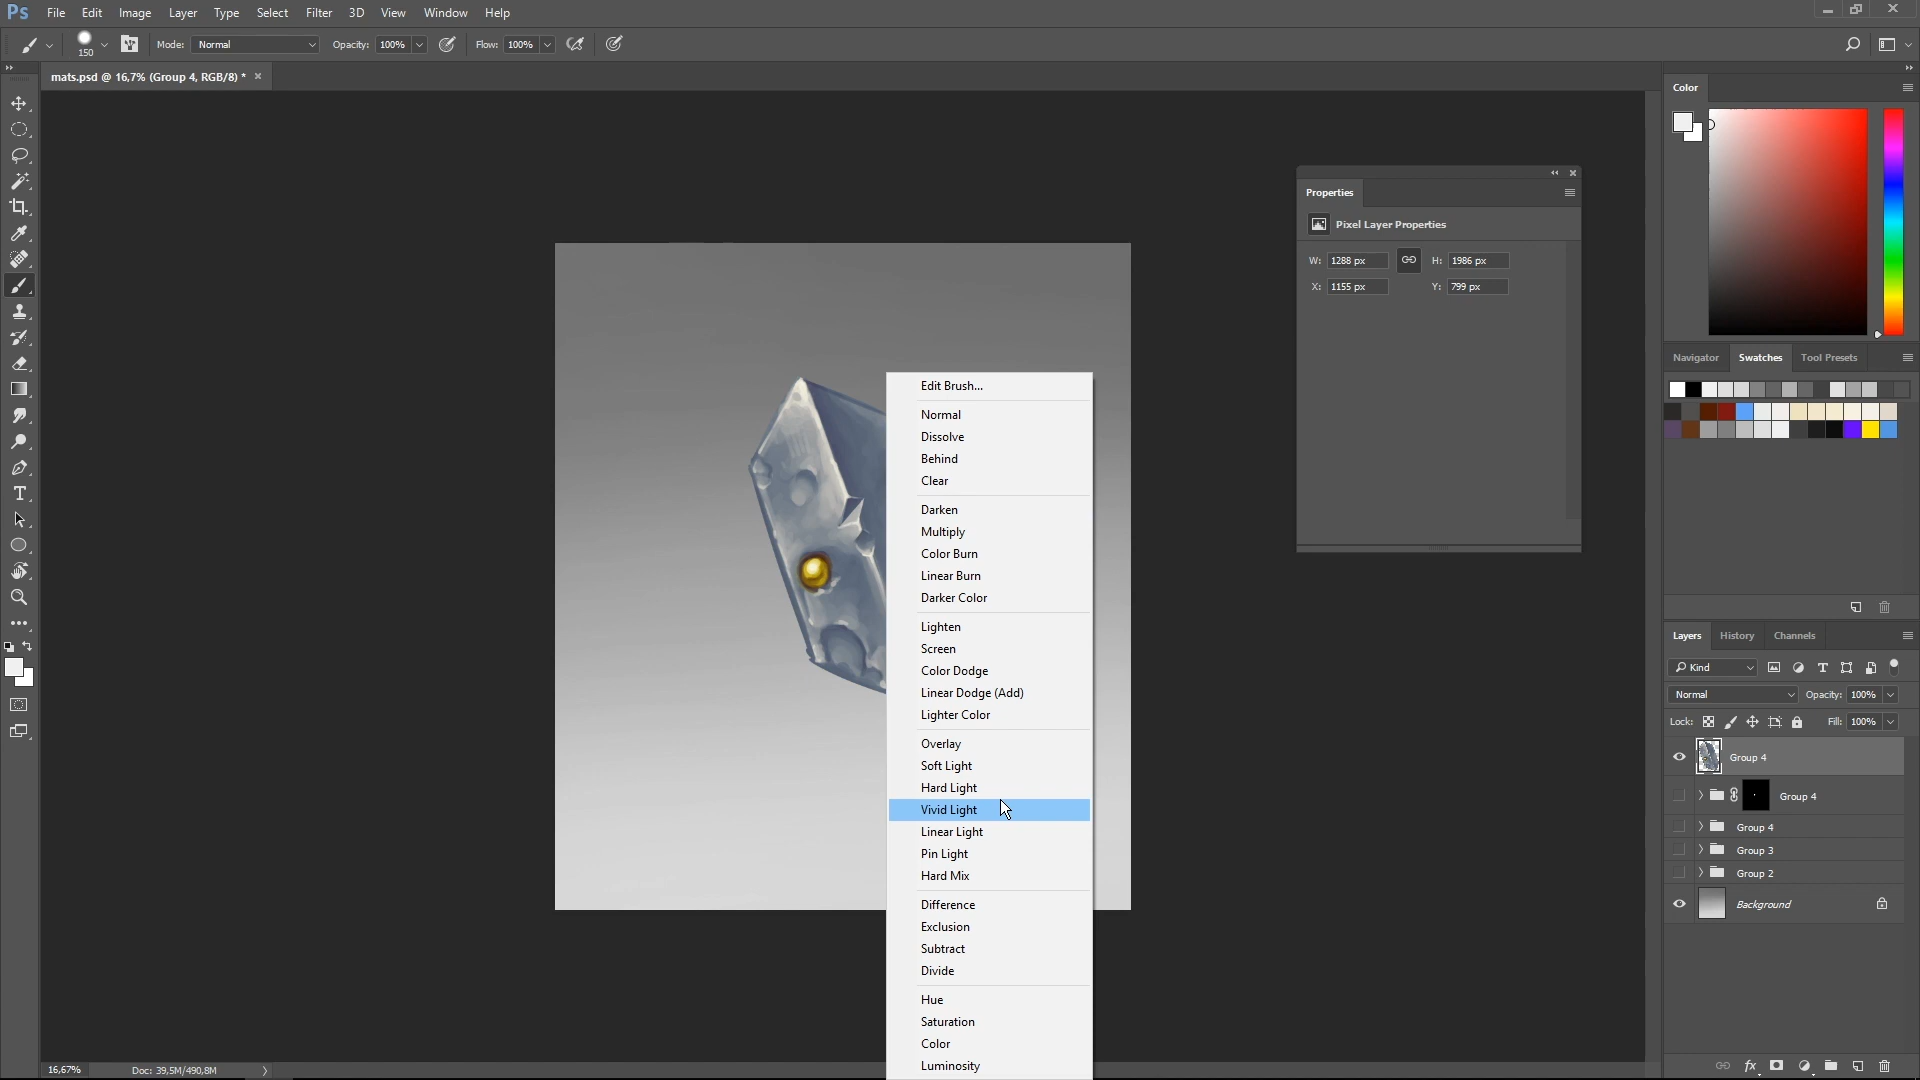 Ps File Edit Image Layer Type Select Filter 3D View Window Help
150 Mode: Normal Opacity: 100% Flow: 100%
mats.psd @ 16,7% (Group 4, RGB/8) *
Color
Properties
Pixel Layer Properties
W: 1288 px H: 1986 px
X: 1155 px Y: 799 px
Navigator Swatches Tool Presets
Edit Brush...
Normal
Dissolve
Behind
Clear
Darken
Multiply
Color Burn
Linear Burn
Darker Color
Lighten
Screen
Color Dodge
Linear Dodge (Add)
Lighter Color
Overlay
Soft Light
Hard Light
Vivid Light
Linear Light
Pin Light
Hard Mix
Difference
Exclusion
Subtract
Divide
Hue
Saturation
Color
Luminosity
Layers History Channels
Kind
Normal Opacity: 100%
Lock: Fill: 100%
Group 4
Group 4
Group 4
Group 3
Group 2
Background
16,67% Doc: 39,5M/490,8M